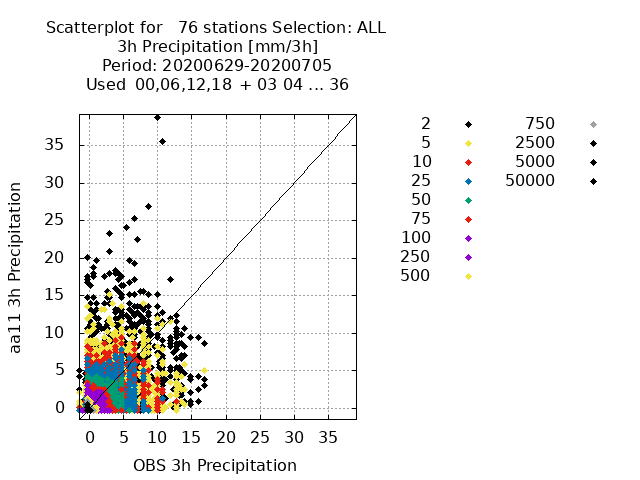 Scatterplot for   76 stations Selection: ALL
3h Precipitation [mm/3h]
Period: 20200629-20200705
Used  00,06,12,18 + 03 04 ... 36
35
30
25
20
15
10
5
0
aa11 3h Precipitation
0 5 10 15 20 25 30 35
OBS 3h Precipitation
2 750
5 2500
10 5000
25 50000
50
75
100
250
500